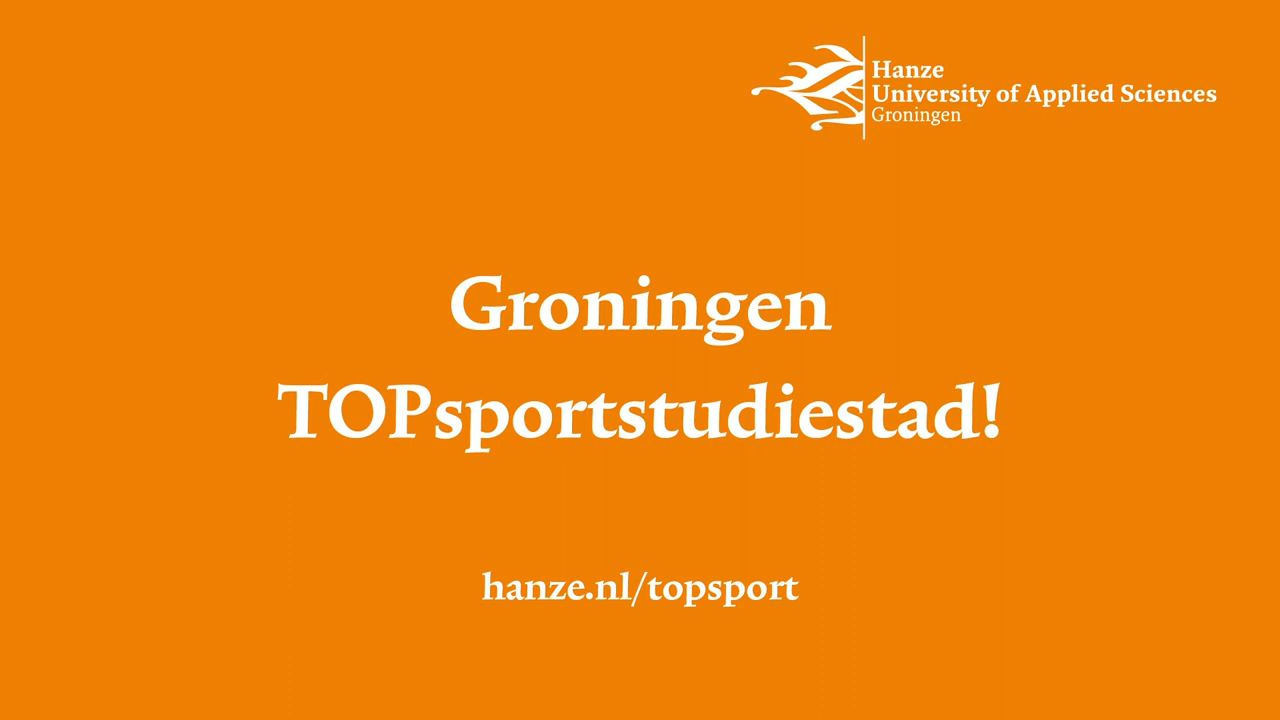 Hanze
University of Applied Sciences
Groningen
Groningen
TOPsportstudiestad!
hanze.nl/topsport